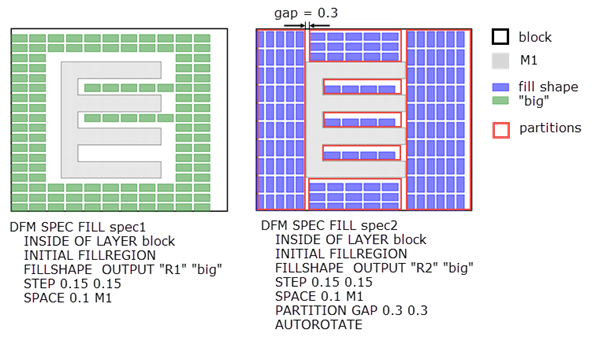 gap = 0.3
block
M1
fill shape
"big"
partitions
DFM SPEC FILL spec1
INSIDE OF LAYER block
INITIAL FILLREGION
FILLSHAPE OUTPUT "R1" "big"
STEP 0.15 0.15
SPACE 0.1 M1
DFM SPEC FILL spec2
INSIDE OF LAYER block
INITIAL FILLREGION
FILLSHAPE OUTPUT "R2" "big"
STEP 0.15 0.15
SPACE 0.1 M1
PARTITION GAP 0.3 0.3
AUTOROTATE